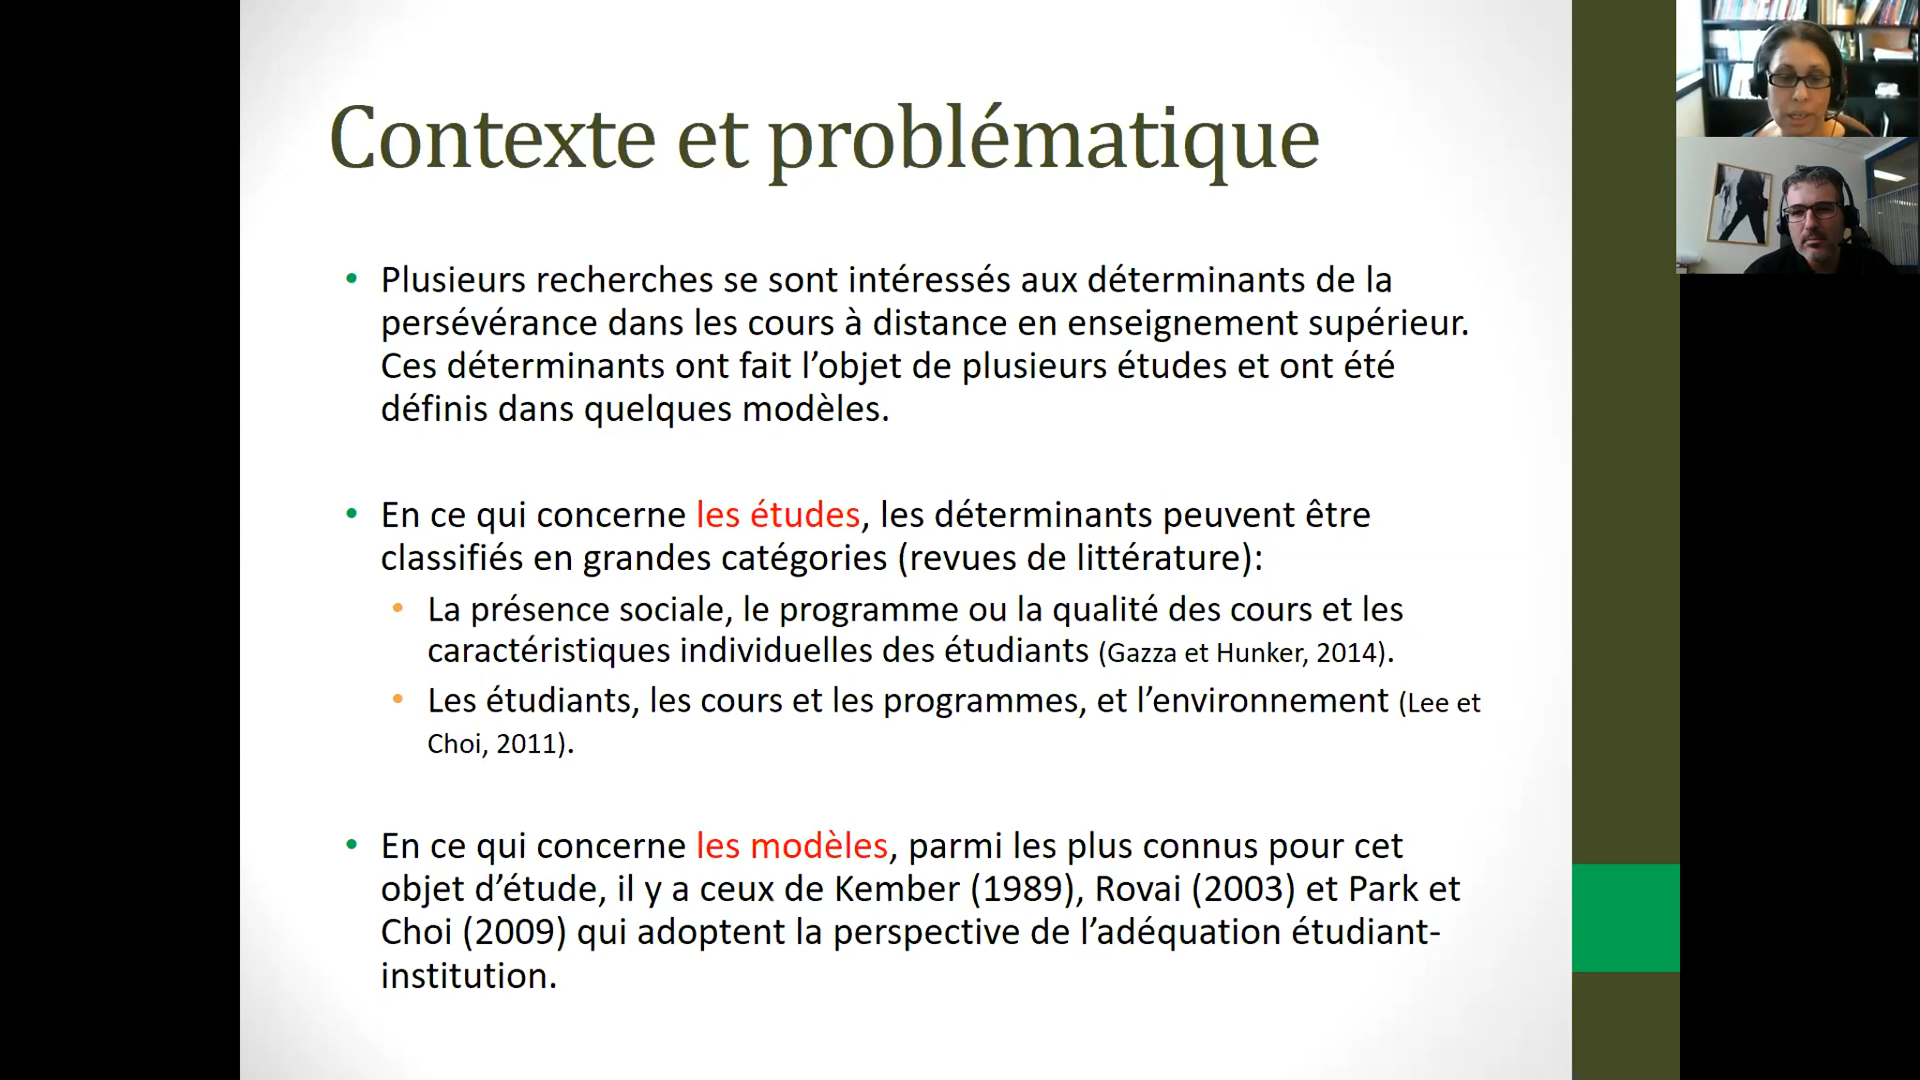 Contexte et problématique
• Plusieurs recherches se sont intéressés aux déterminants de la
persévérance dans les cours à distance en enseignement supérieur.
Ces déterminants ont fait l’objet de plusieurs études et ont été
définis dans quelques modèles.
• En ce qui concerne les études, les déterminants peuvent être
classifiés en grandes catégories (revues de littérature):
• La présence sociale, le programme ou la qualité des cours et les
caractéristiques individuelles des étudiants (Gazza et Hunker, 2014).
• Les étudiants, les cours et les programmes, et l’environnement (Lee et
Choi, 2011).
• En ce qui concerne les modèles, parmi les plus connus pour cet
objet d’étude, il y a ceux de Kember (1989), Rovai (2003) et Park et
Choi (2009) qui adoptent la perspective de l’adéquation étudiant-
institution.